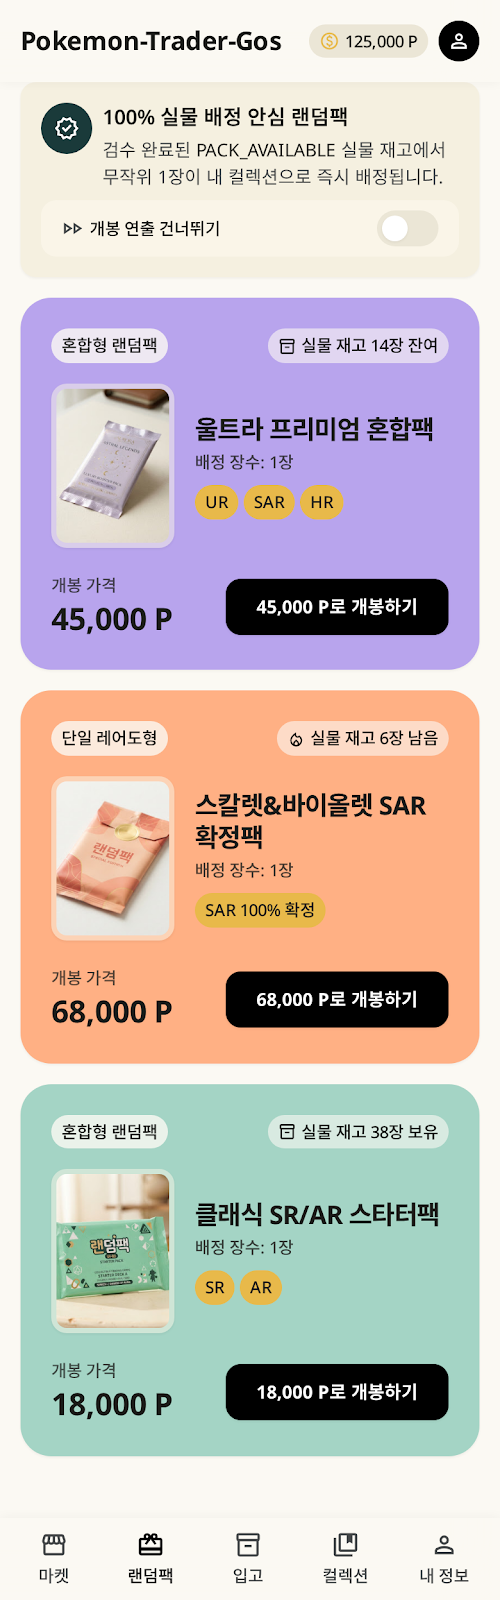 Pokemon-Trader-Gos
125,000 P
100% 실물 배정 안심 랜덤팩
검수 완료된 PACK_AVAILABLE 실물 재고에서
무작위 1장이 내 컬렉션으로 즉시 배정됩니다.
개봉 연출 건너뛰기
혼합형 랜덤팩
실물 재고 14장 잔여
울트라 프리미엄 혼합팩
배정 장수: 1장
UR SAR HR
개봉 가격
45,000 P
45,000 P로 개봉하기
단일 레어도형
실물 재고 6장 남음
랜덤팩
스칼렛&바이올렛 SAR
확정팩
배정 장수: 1장
SAR 100% 확정
개봉 가격
68,000 P
68,000 P로 개봉하기
혼합형 랜덤팩
실물 재고 38장 보유
랜덤팩
클래식 SR/AR 스타터팩
배정 장수: 1장
SR AR
개봉 가격
18,000 P
18,000 P로 개봉하기
마켓 랜덤팩 입고 컬렉션 내 정보